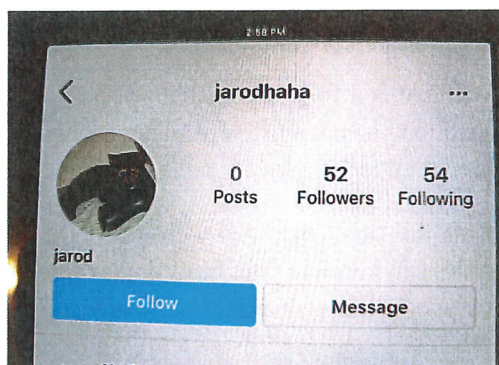 2:58 PM
jarodhaha
0 52 54
Posts Followers Following
jarod
Follow Message